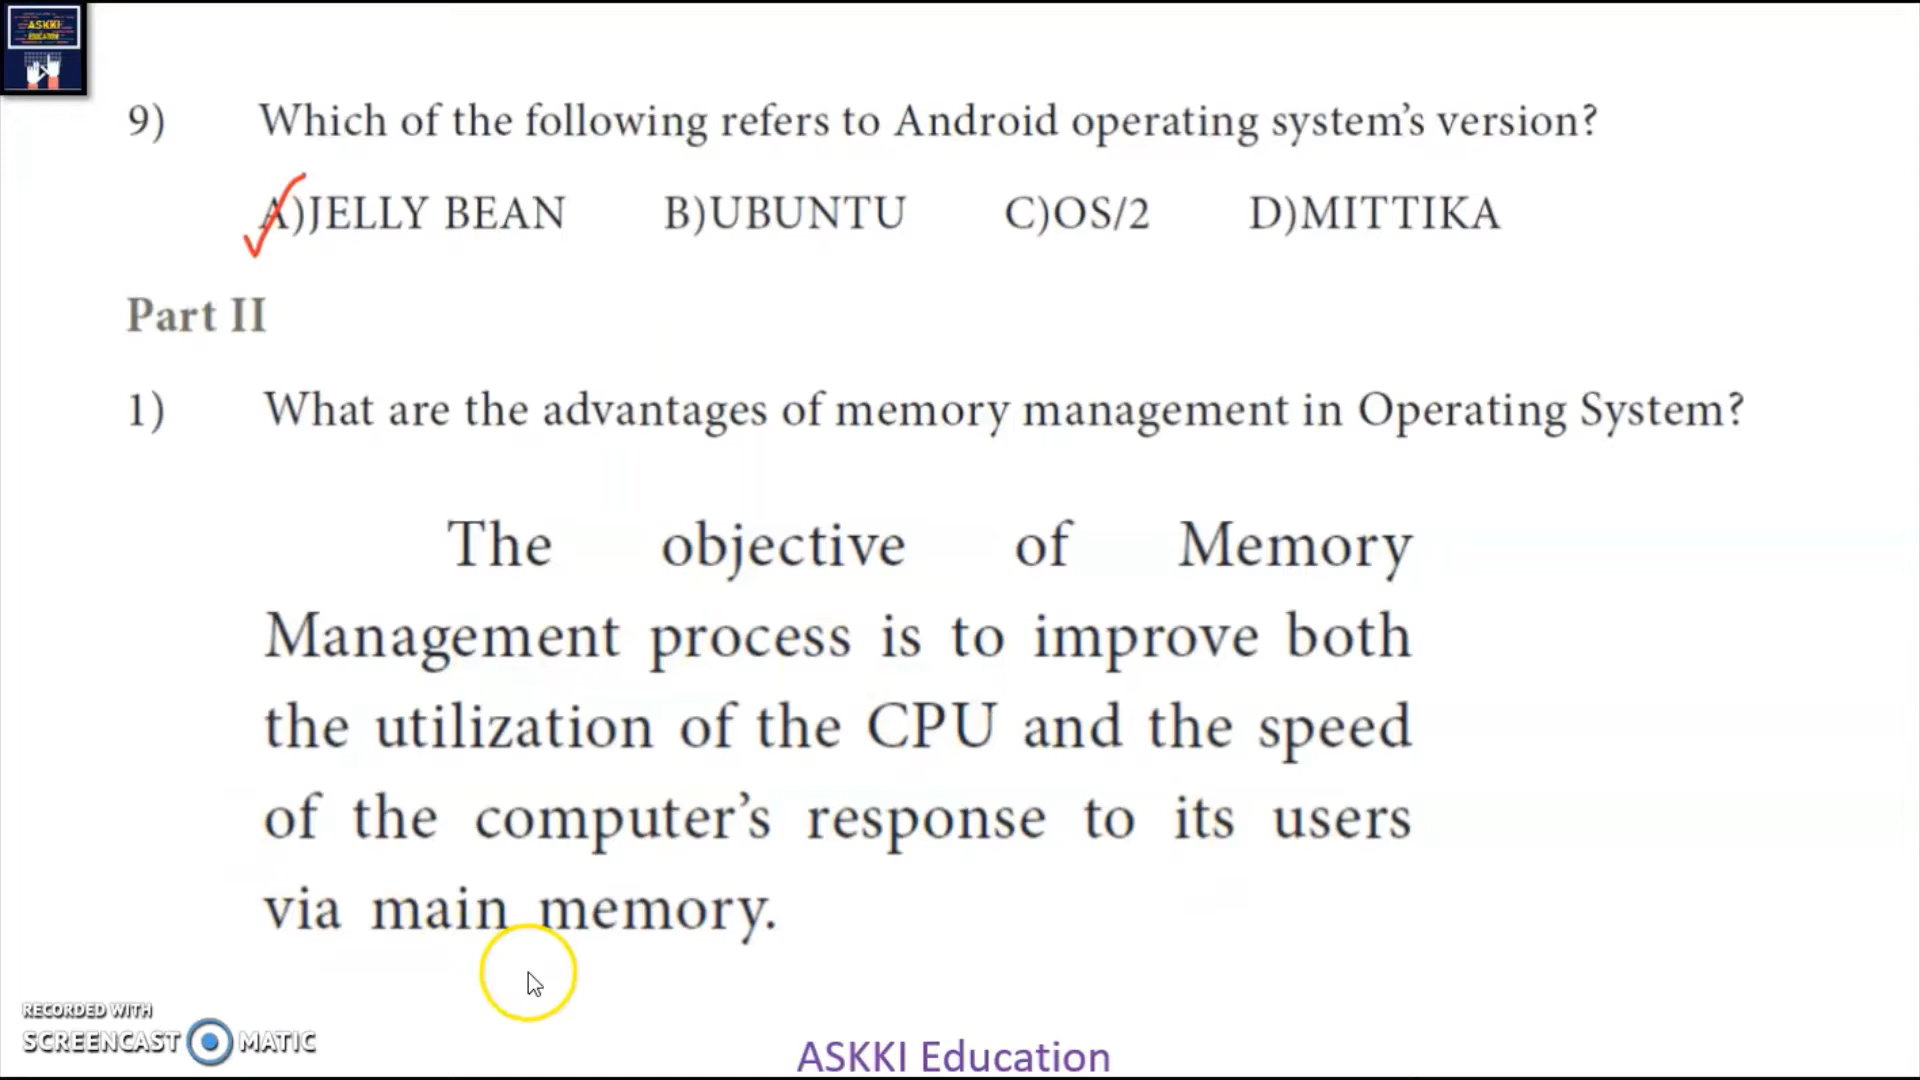 ASKKI
EDUCATION
9) Which of the following refers to Android operating system’s version?
A)JELLY BEAN B)UBUNTU C)OS/2 D)MITTIKA
Part II
1) What are the advantages of memory management in Operating System?
The objective of Memory
Management process is to improve both
the utilization of the CPU and the speed
of the computer’s response to its users
via main memory.
RECORDED WITH
SCREENCAST MATIC
ASKKI Education